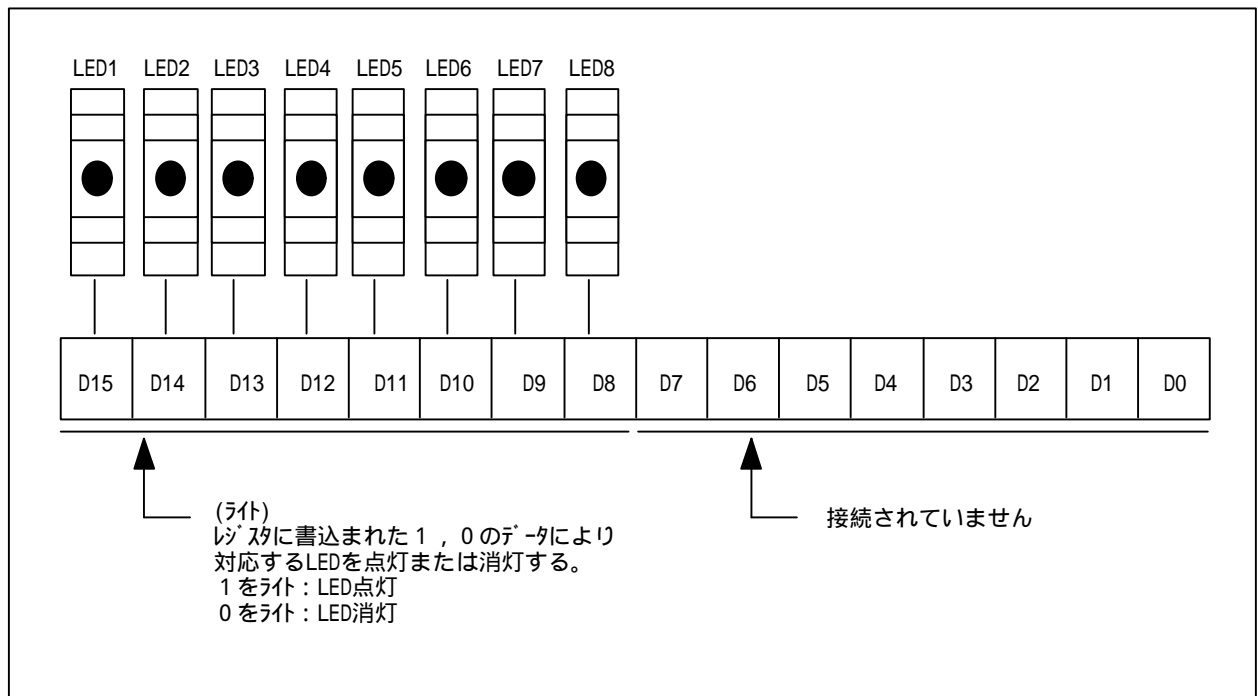 LED1 LED2 LED3 LED4 LED5 LED6 LED7 LED8
D15 D14 D13 D12 D11 D10 D9 D8 D7 D6 D5 D4 D3 D2 D1 D0
(ﾗｲﾄ)
ﾚｼﾞｽﾀに書込まれた１，０のﾃﾞｰﾀにより
対応するLEDを点灯または消灯する。
１をﾗｲﾄ：LED点灯
０をﾗｲﾄ：LED消灯
接続されていません